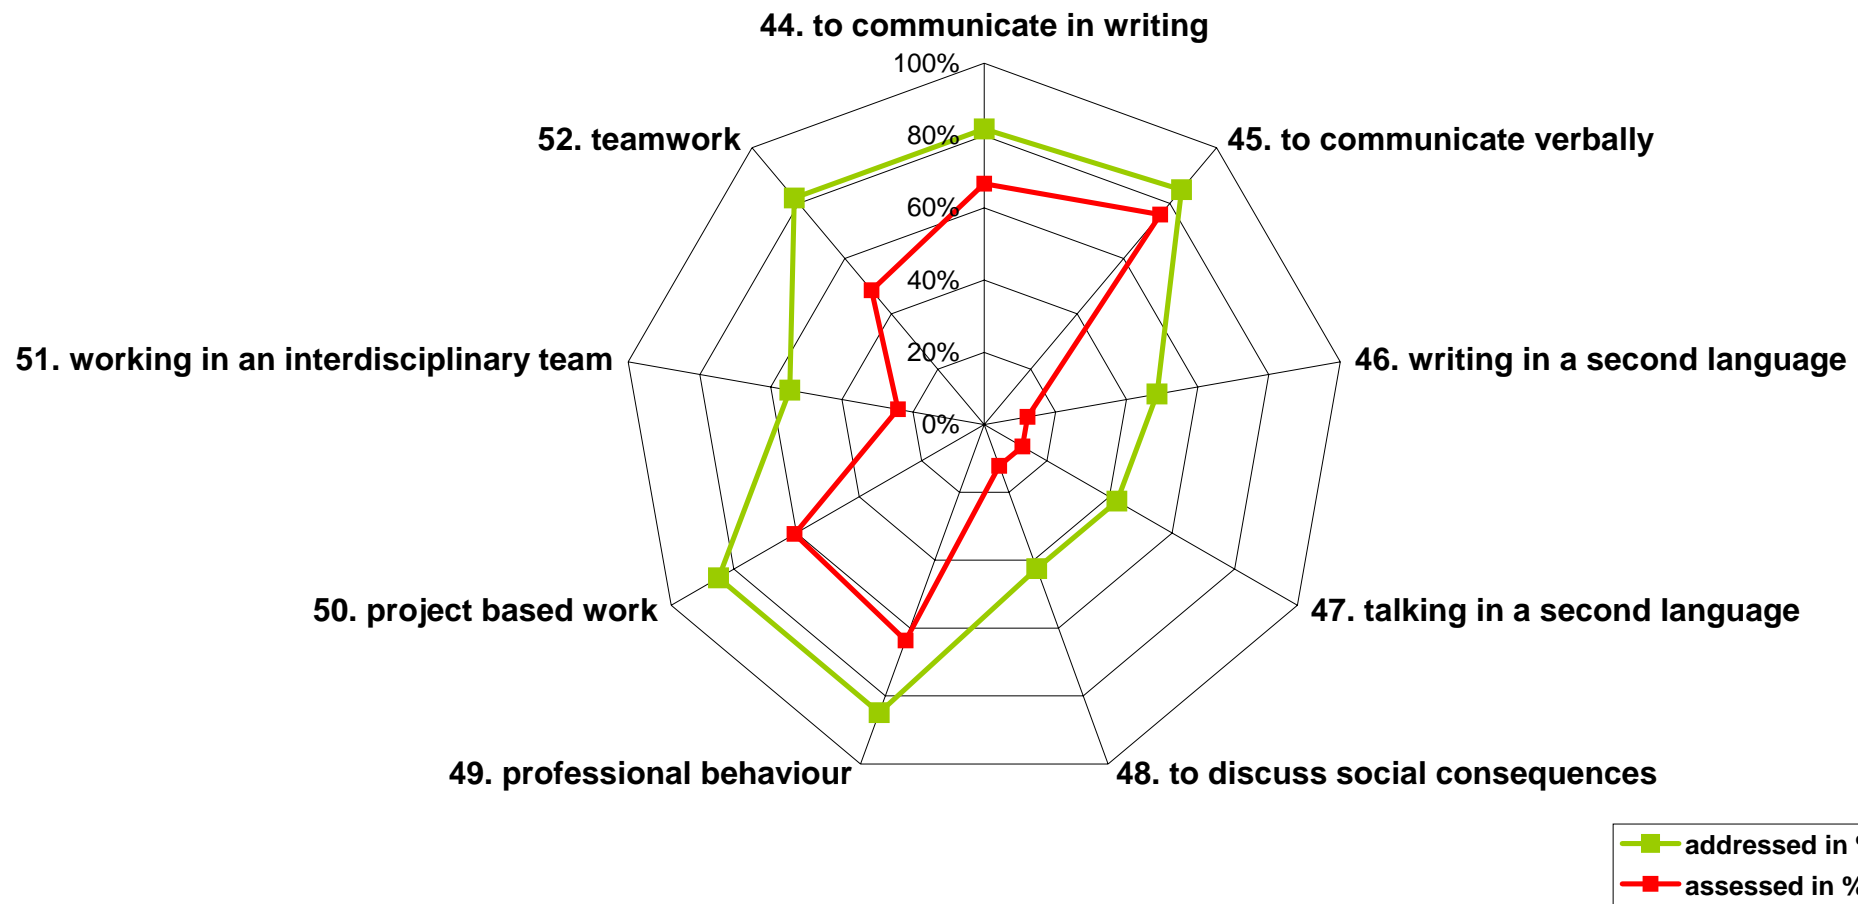 44. to communicate in writing
100%
80%
60%
40%
20%
0%
45. to communicate verbally
46. writing in a second language
47. talking in a second language
48. to discuss social consequences
49. professional behaviour
50. project based work
51. working in an interdisciplinary team
52. teamwork
addressed in
assessed in %